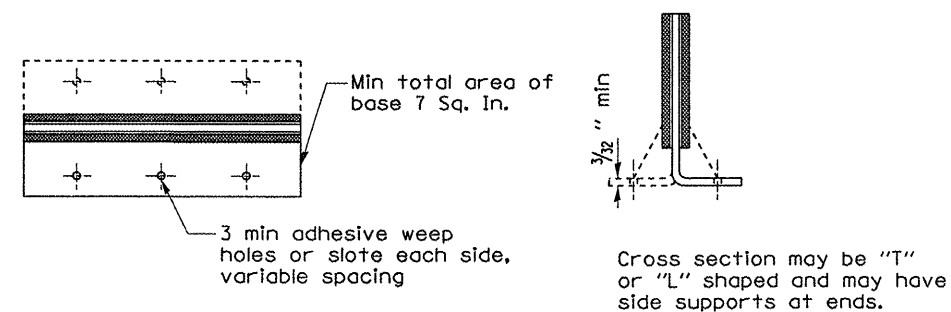 Min total area of
base 7 Sq. In.
3 min adhesive weep
holes or slote each side,
variable spacing
3/32" min
Cross section may be "T"
or "L" shaped and may have
side supports at ends.